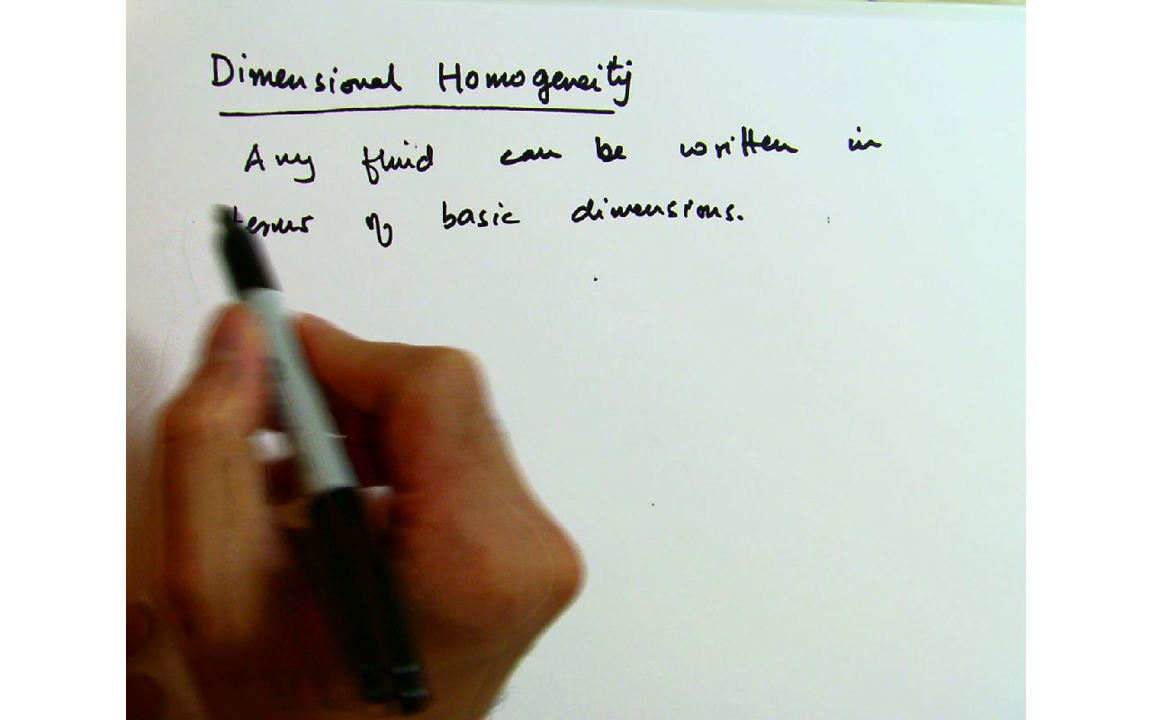 Dimensional Homogeneity
Any fluid can be written in
terms of basic dimensions.